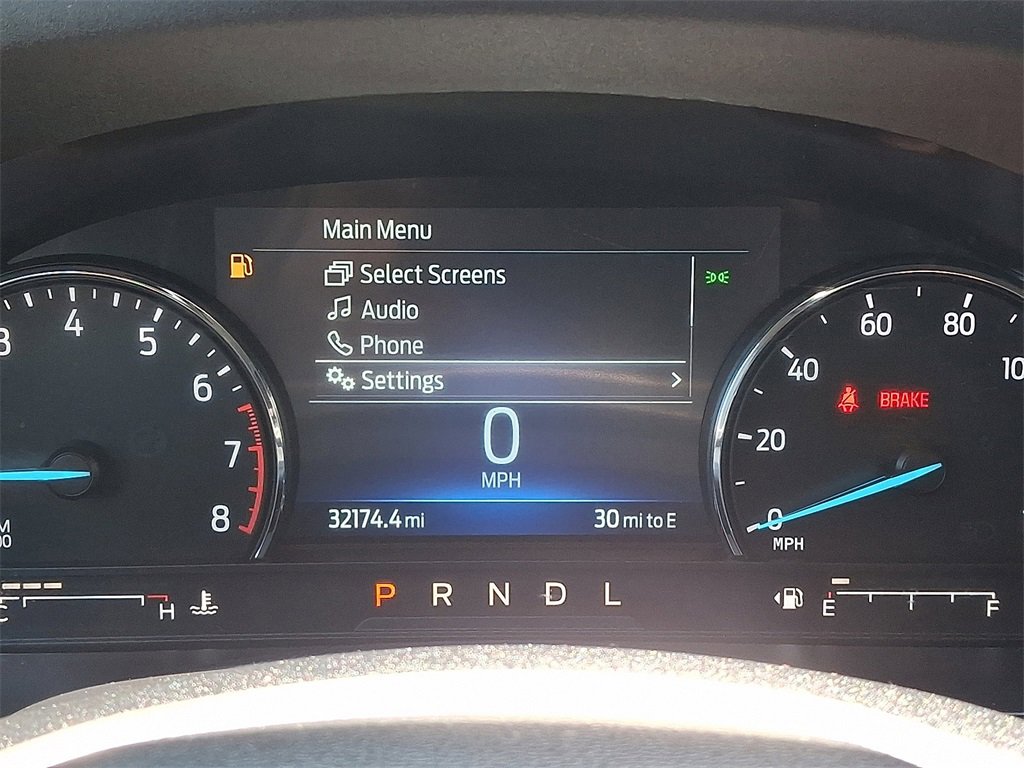 Main Menu
Select Screens
Audio
Phone
Settings
0
MPH
32174.4 mi
30 mi to E
3 4 5 6 7 8
0 20 40 60 80
MPH
BRAKE
C H
P R N D L
E F